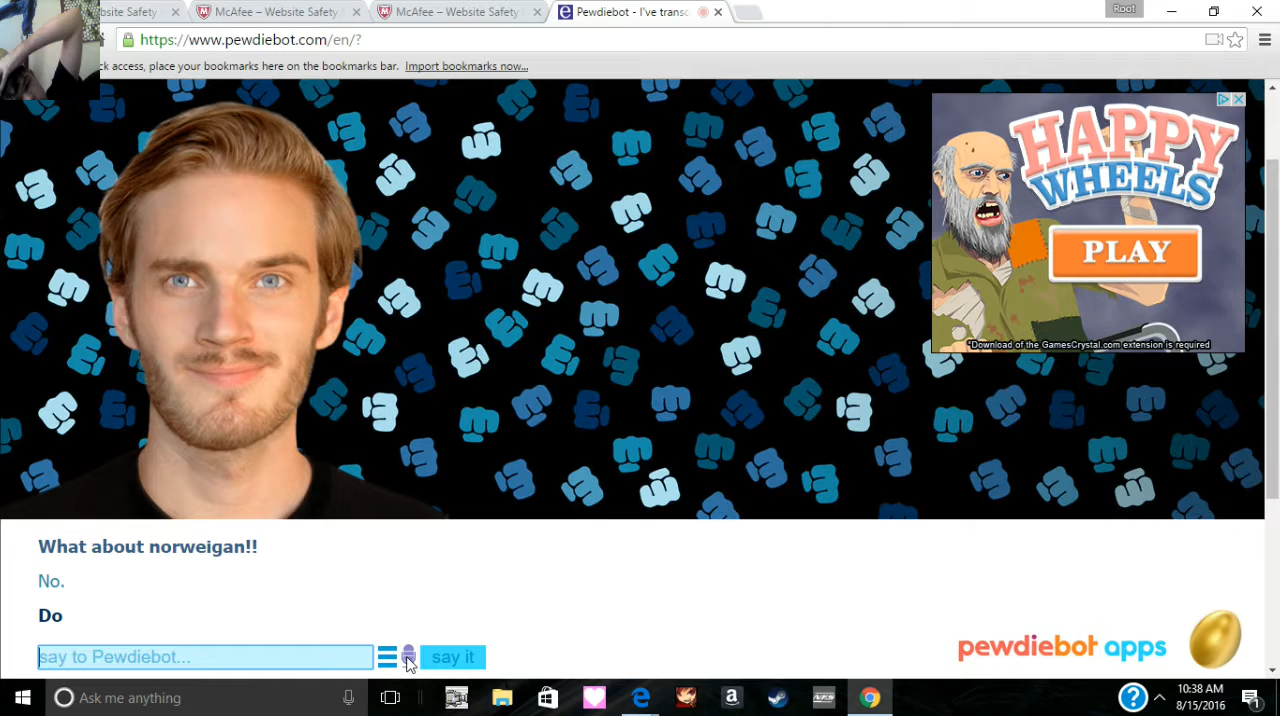 bsite Safety
McAfee – Website Safety
McAfee – Website Safety
Pewdiebot - I've transc
Root
https://www.pewdiebot.com/en/?
ck access, place your bookmarks here on the bookmarks bar. Import bookmarks now...
HAPPY
WHEELS
PLAY
*Download of the GamesCrystal.com extension is required
What about norweigan!!
No.
Do
say to Pewdiebot...
say it
pewdiebot apps
Ask me anything
10:38 AM
8/15/2016